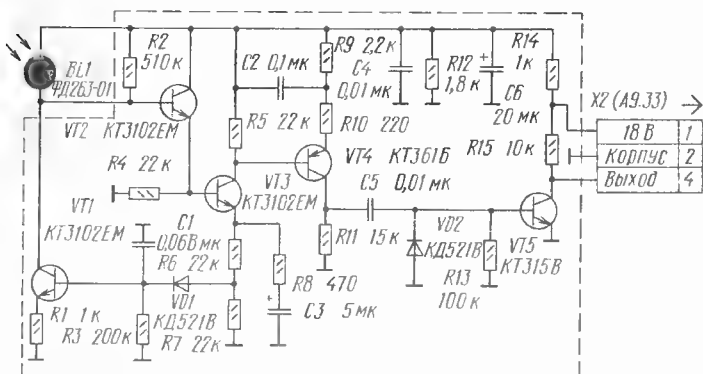 R2
510к
BL1
ФД263-01
VT2 КТ3102ЕМ
C2 0,1мк
R9 2,2к
C4
0,01мк
R12
1,8к
C6
20 мк
R14
1к
X2 (А9.33)
18 В 1
Корпус 2
Выход 4
R5 22к
R10 220
R15 10к
R4 22к
VT3
КТ3102ЕМ
VT4 КТ361Б
C5 0,01мк
VT1
КТ3102ЕМ
C1
0,068мк
R6 22к
R11 15к
VD2
КД521В
VT5
КТ315В
R8 470
R13
100к
VD1
КД521В
R1 1к
R3 200к
R7 22к
C3 5мк